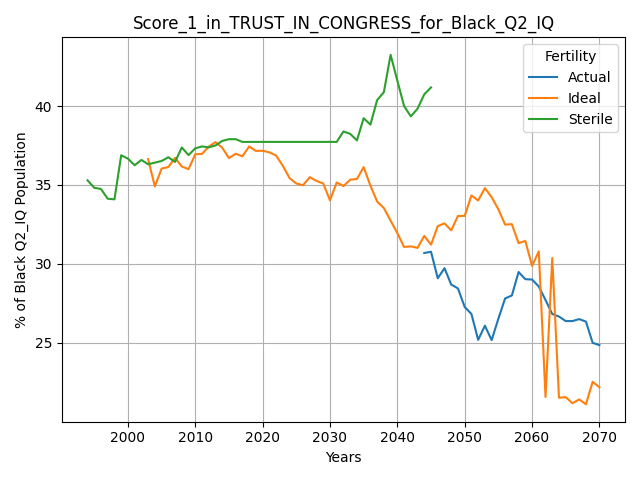 Score_1_in_TRUST_IN_CONGRESS_for_Black_Q2_IQ
Fertility
Actual
Ideal
Sterile
% of Black Q2_IQ Population
40
35
30
25
2000 2010 2020 2030 2040 2050 2060 2070
Years